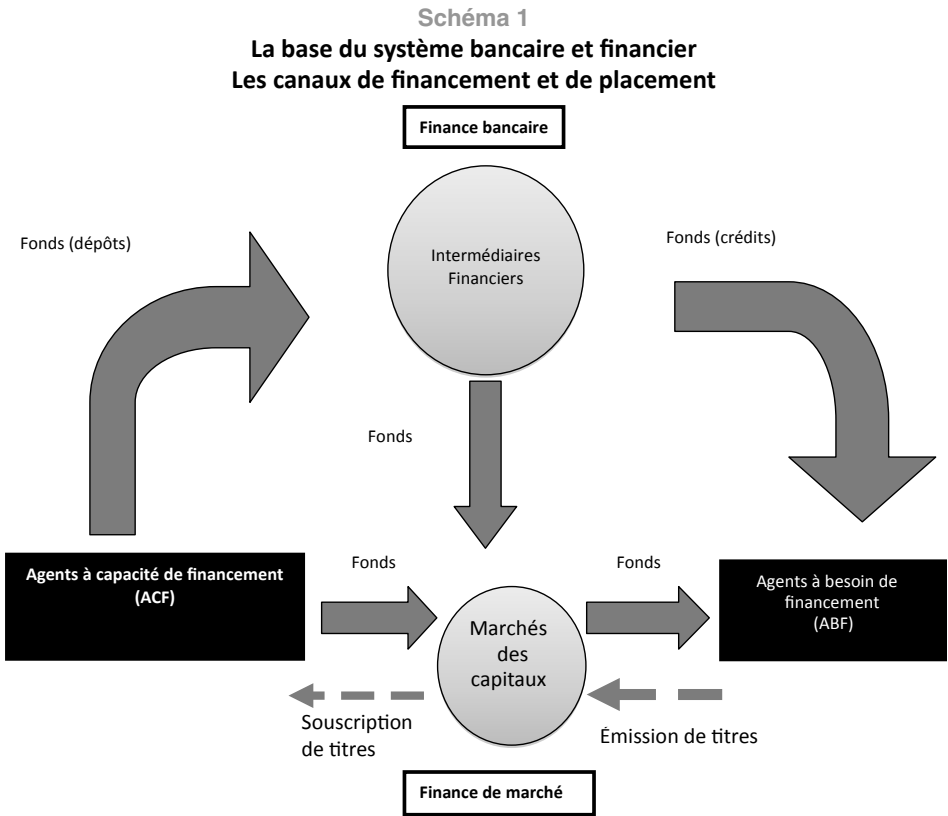 Schéma 1
La base du système bancaire et financier
Les canaux de financement et de placement
Finance bancaire
Fonds (dépôts)
Fonds (crédits)
Intermédiaires
Financiers
Fonds
Agents à capacité de financement
(ACF)
Fonds
Fonds
Agents à besoin de
financement
(ABF)
Marchés
des
capitaux
Souscription
de titres
Émission de titres
Finance de marché